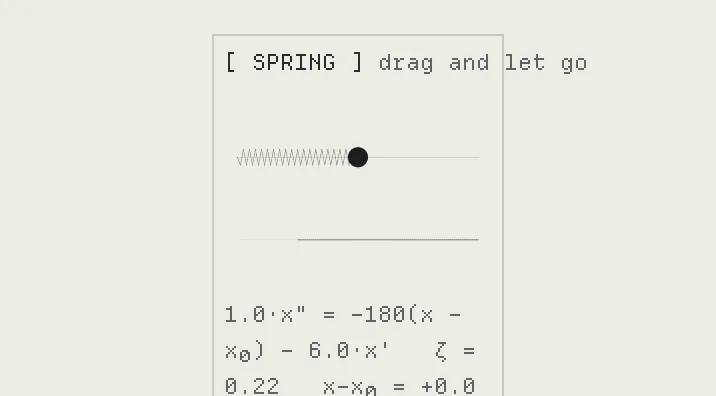 [ SPRING ] drag and let go
1.0·x" = -180(x -
x₀) - 6.0·x' ζ =
0.22 x-x₀ = +0.0